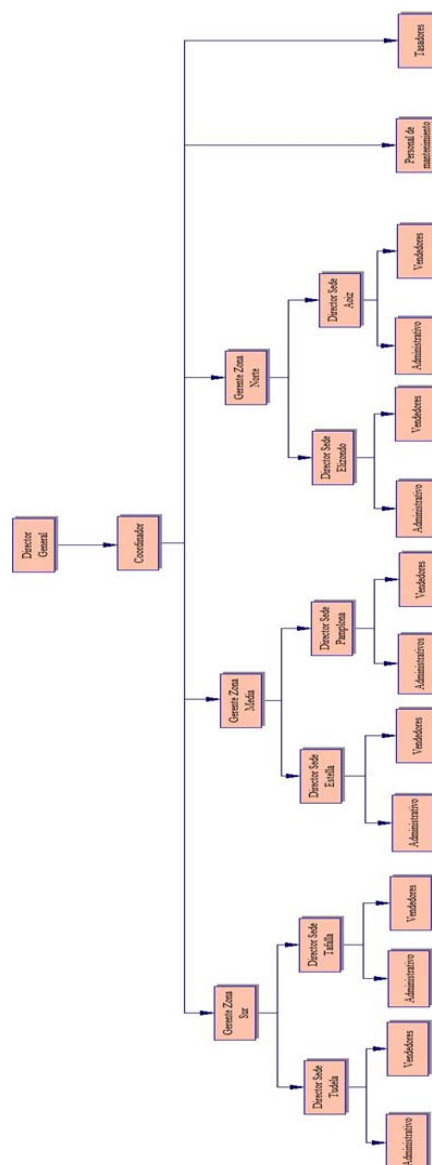 Director
General
Coordinador
Gerente Zona
Sur
Gerente Zona
Media
Gerente Zona
Norte
Director Sede
Tudela
Director Sede
Tafalla
Director Sede
Estella
Director Sede
Pamplona
Director Sede
Elizondo
Director Sede
Aoiz
Administrativo
Vendedores
Administrativo
Vendedores
Administrativo
Vendedores
Administrativos
Vendedores
Administrativo
Vendedores
Administrativo
Vendedores
Personal de
mantenimiento
Tasadores